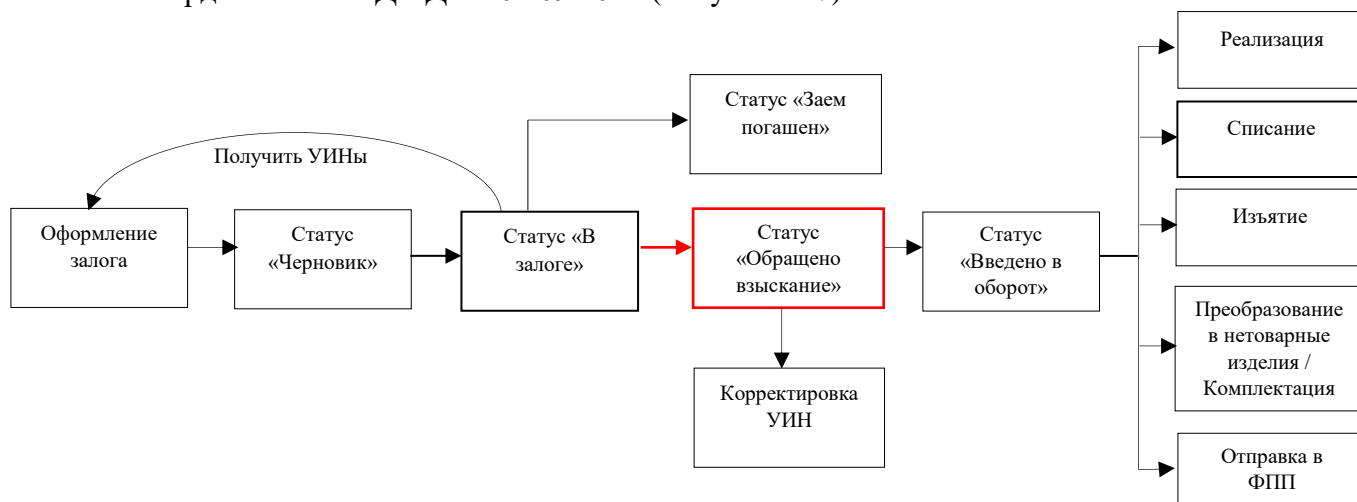 Реализация
Статус «Заем
погашен»
Списание
Получить УИНы
Оформление
залога
Статус
«Черновик»
Статус «В
залоге»
Статус
«Обращено
взыскание»
Статус
«Введено в
оборот»
Изъятие
Преобразование
в нетоварные
изделия /
Комплектация
Корректировка
УИН
Отправка в
ФПП